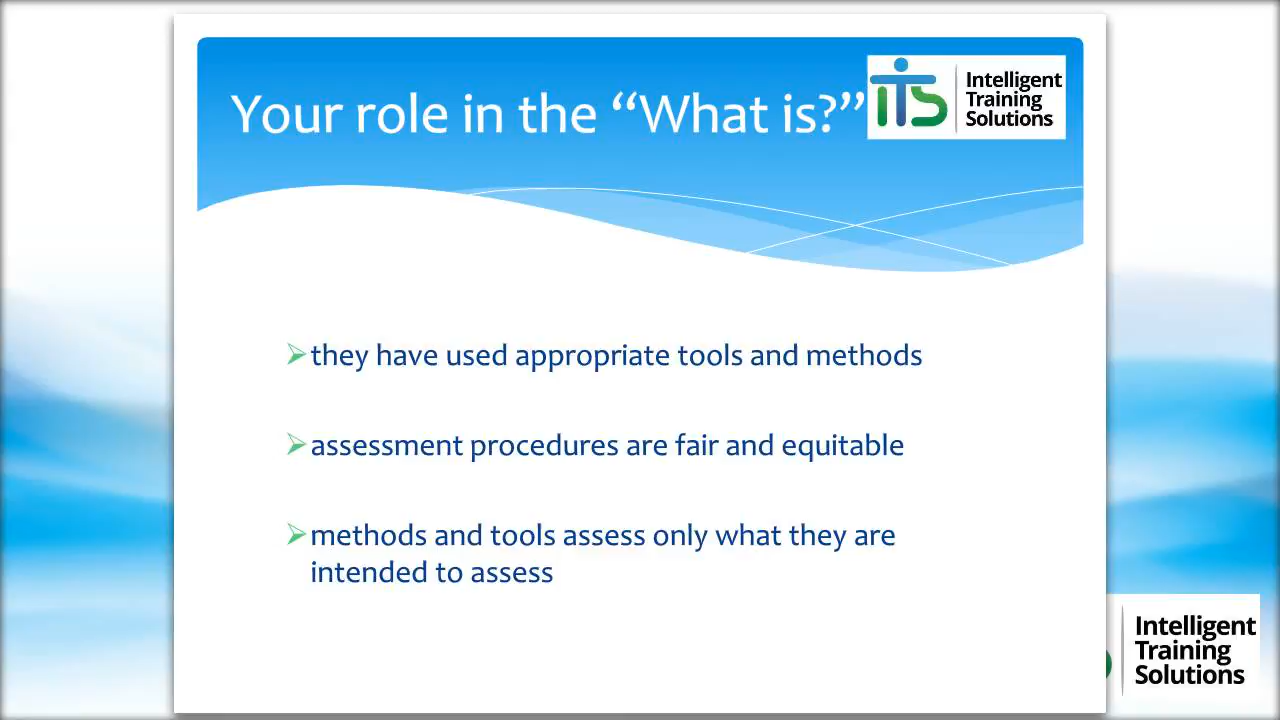 Your role in the “What is?”
iTS
Intelligent
Training
Solutions
they have used appropriate tools and methods
assessment procedures are fair and equitable
methods and tools assess only what they are
intended to assess
Intelligent
Training
Solutions